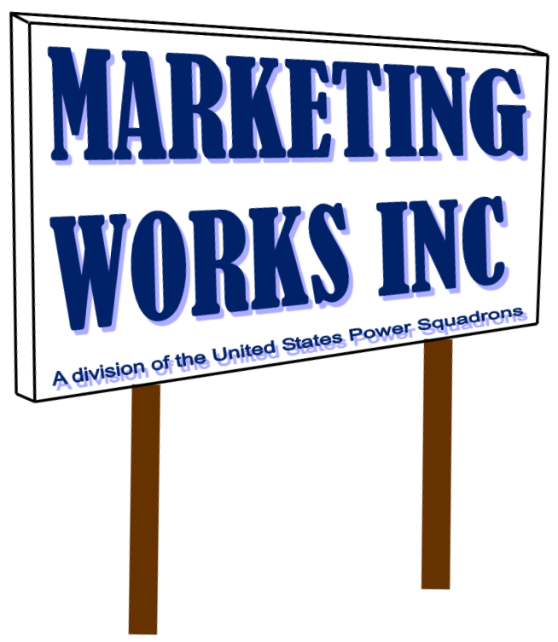 MARKETING
WORKS INC
A division of the United States Power Squadrons